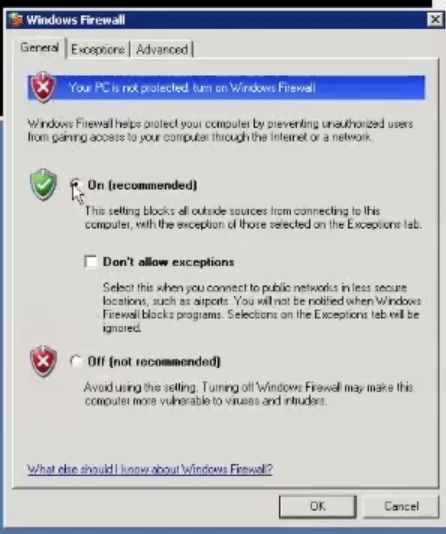 Windows Firewall
General Exceptions Advanced
Your PC is not protected: turn on Windows Firewall
Windows Firewall helps protect your computer by preventing unauthorized users
from gaining access to your computer through the Internet or a network.
On (recommended)
This setting blocks all outside sources from connecting to this
computer, with the exception of those selected on the Exceptions tab.
Don't allow exceptions
Select this when you connect to public networks in less secure
locations, such as airports. You will not be notified when Windows
Firewall blocks programs. Selections on the Exceptions tab will be
ignored.
Off (not recommended)
Avoid using this setting. Turning off Windows Firewall may make this
computer more vulnerable to viruses and intruders.
What else should I know about Windows Firewall?
OK Cancel